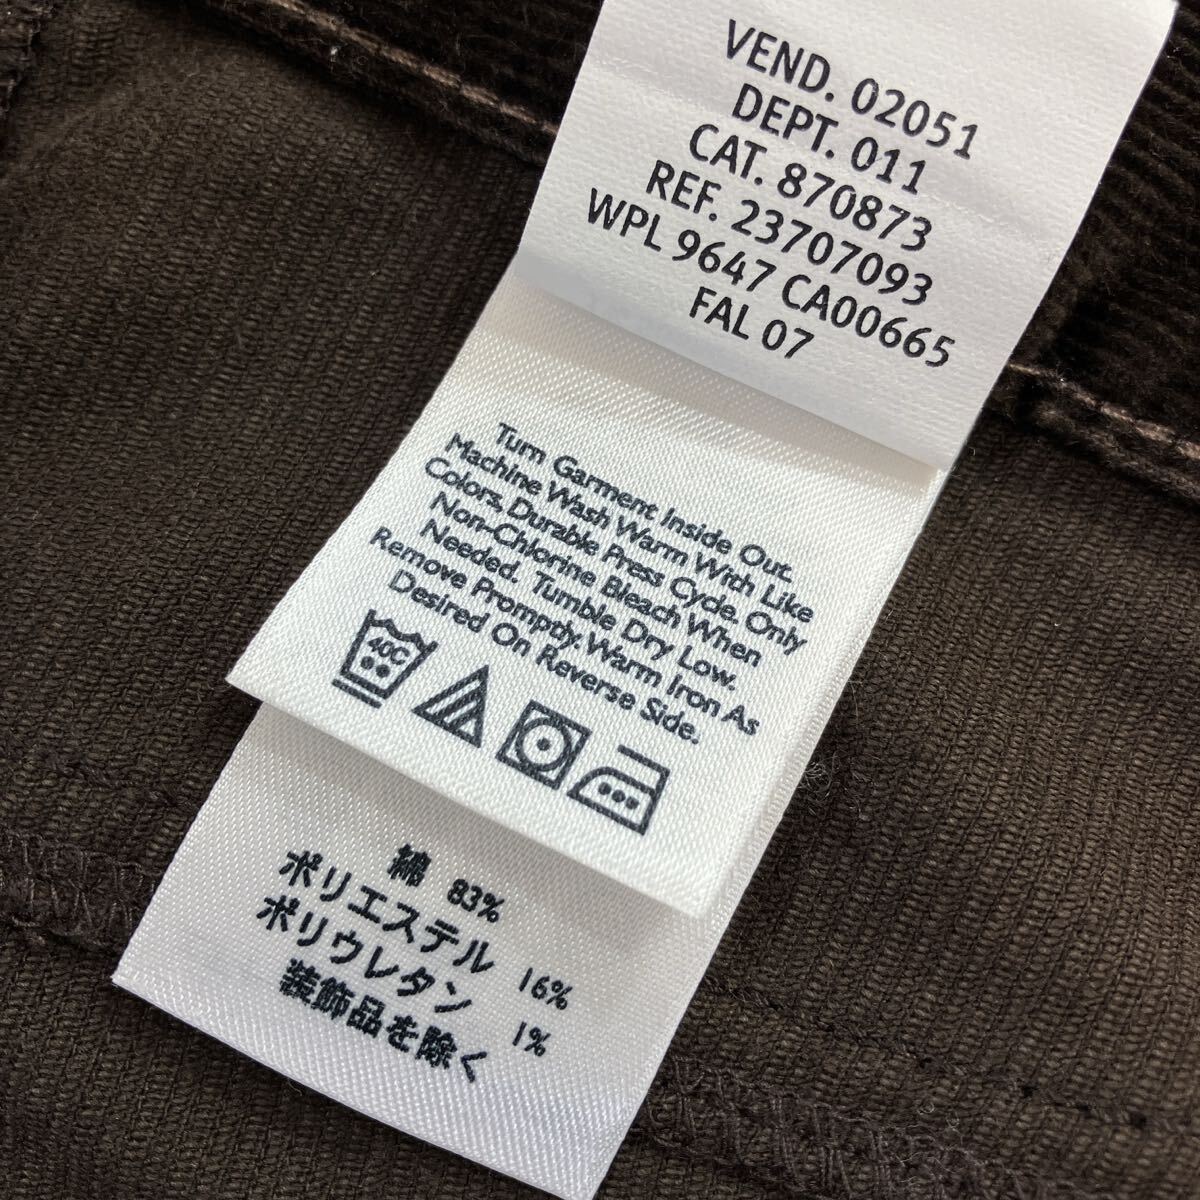 VEND. 02051
DEPT. 011
CAT. 870873
REF. 23707093
WPL 9647 CA00665
FAL 07
Turn Garment Inside Out.
Machine Wash Warm With Like
Colors, Durable Press Cycle. Only
Non-Chlorine Bleach When
Needed. Tumble Dry Low.
Remove Promptly. Warm Iron As
Desired On Reverse Side.
40C
綿 83%
ポリエステル 16%
ポリウレタン 1%
装飾品を除く